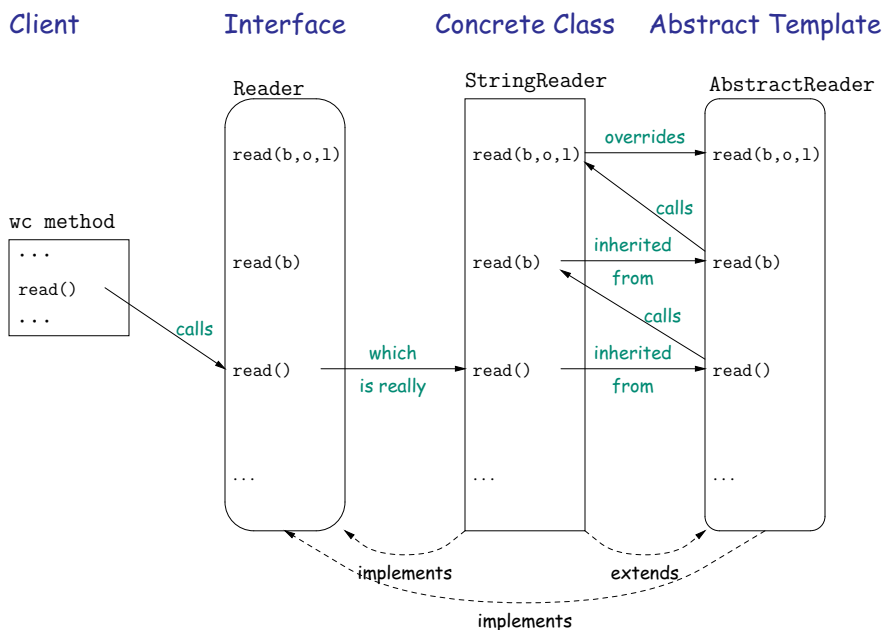 Client Interface Concrete Class Abstract Template
Reader StringReader AbstractReader
overrides
read(b,o,l) read(b,o,l) read(b,o,l)
calls
wc method
...
read()
...
inherited
read(b) read(b) read(b)
from
calls
calls
which inherited
read() read() read()
is really from
... ... ...
implements extends
implements